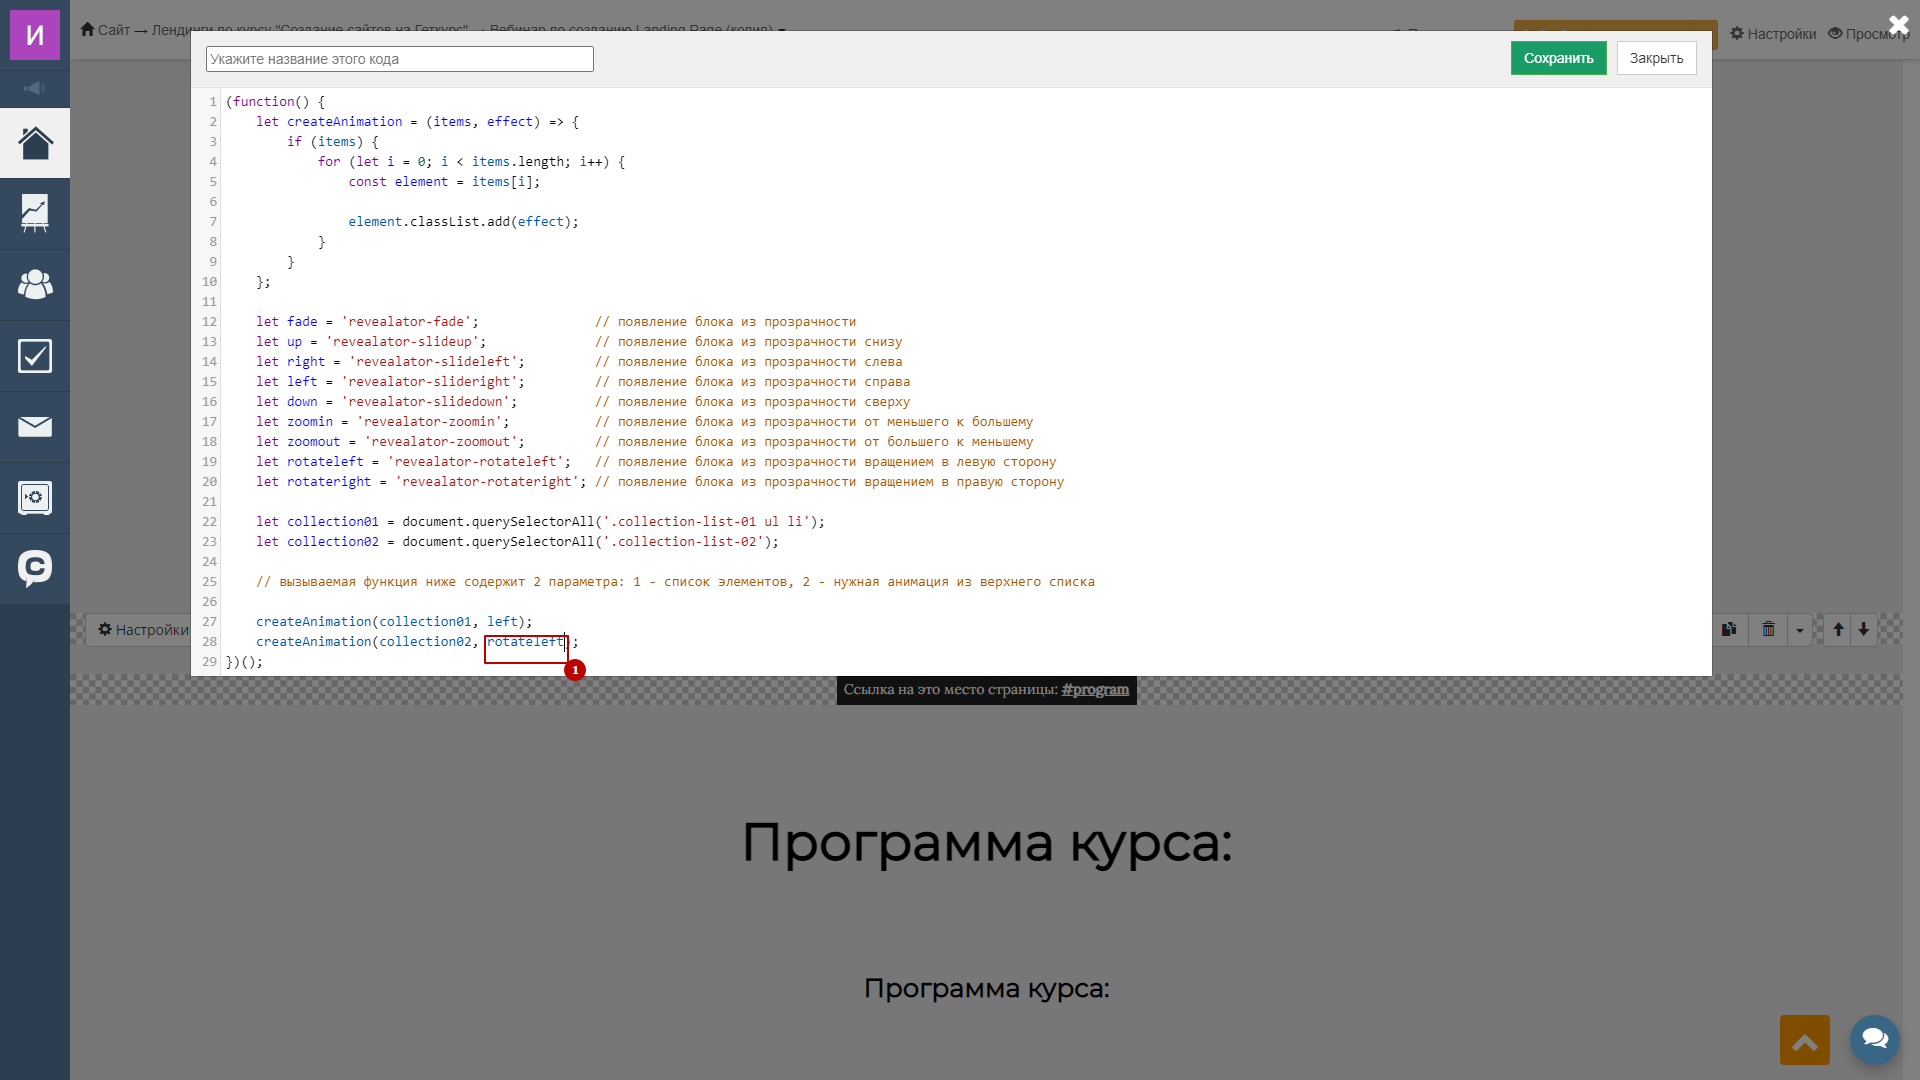 И
Сайт → Лендинги по курсу "Создание сайтов на Геткурс" → Вебинар по созданию Landing Page (копия)
Настройки
Просмотр
Укажите название этого кода
Сохранить
Закрыть
1 (function() {
2 let createAnimation = (items, effect) => {
3 if (items) {
4 for (let i = 0; i < items.length; i++) {
5 const element = items[i];
6
7 element.classList.add(effect);
8 }
9 }
10 };
11
12 let fade = 'revealator-fade'; // появление блока из прозрачности
13 let up = 'revealator-slideup'; // появление блока из прозрачности снизу
14 let right = 'revealator-slideleft'; // появление блока из прозрачности слева
15 let left = 'revealator-slideright'; // появление блока из прозрачности справа
16 let down = 'revealator-slidedown'; // появление блока из прозрачности сверху
17 let zoomin = 'revealator-zoomin'; // появление блока из прозрачности от меньшего к большему
18 let zoomout = 'revealator-zoomout'; // появление блока из прозрачности от большего к меньшему
19 let rotateleft = 'revealator-rotateleft'; // появление блока из прозрачности вращением в левую сторону
20 let rotateright = 'revealator-rotateright'; // появление блока из прозрачности вращением в правую сторону
21
22 let collection01 = document.querySelectorAll('.collection-list-01 ul li');
23 let collection02 = document.querySelectorAll('.collection-list-02');
24
25 // вызываемая функция ниже содержит 2 параметра: 1 - список элементов, 2 - нужная анимация из верхнего списка
26
27 createAnimation(collection01, left);
28 createAnimation(collection02, rotateleft);
29 })();
1
Настройки
Ссылка на это место страницы: #program
Программа курса:
Программа курса: